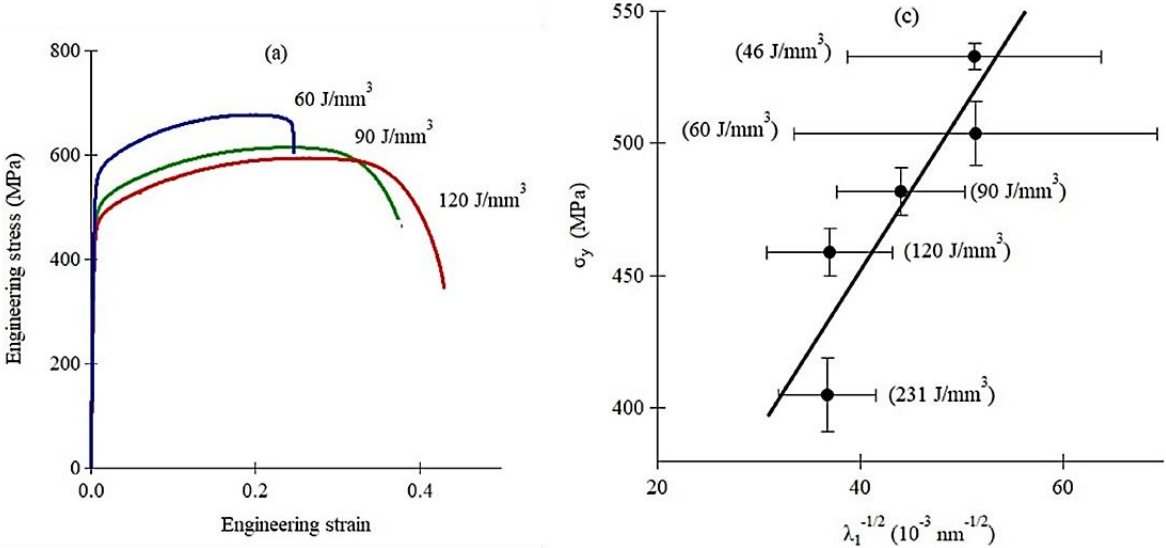 (a)
Engineering stress (MPa)
800
600
400
200
0
0.0 0.2 0.4
Engineering strain
60 J/mm³
90 J/mm³
120 J/mm³
(c)
σy (MPa)
550
500
450
400
20 40 60
λ₁⁻¹/² (10⁻³ nm⁻¹/²)
(46 J/mm³)
(60 J/mm³)
(90 J/mm³)
(120 J/mm³)
(231 J/mm³)